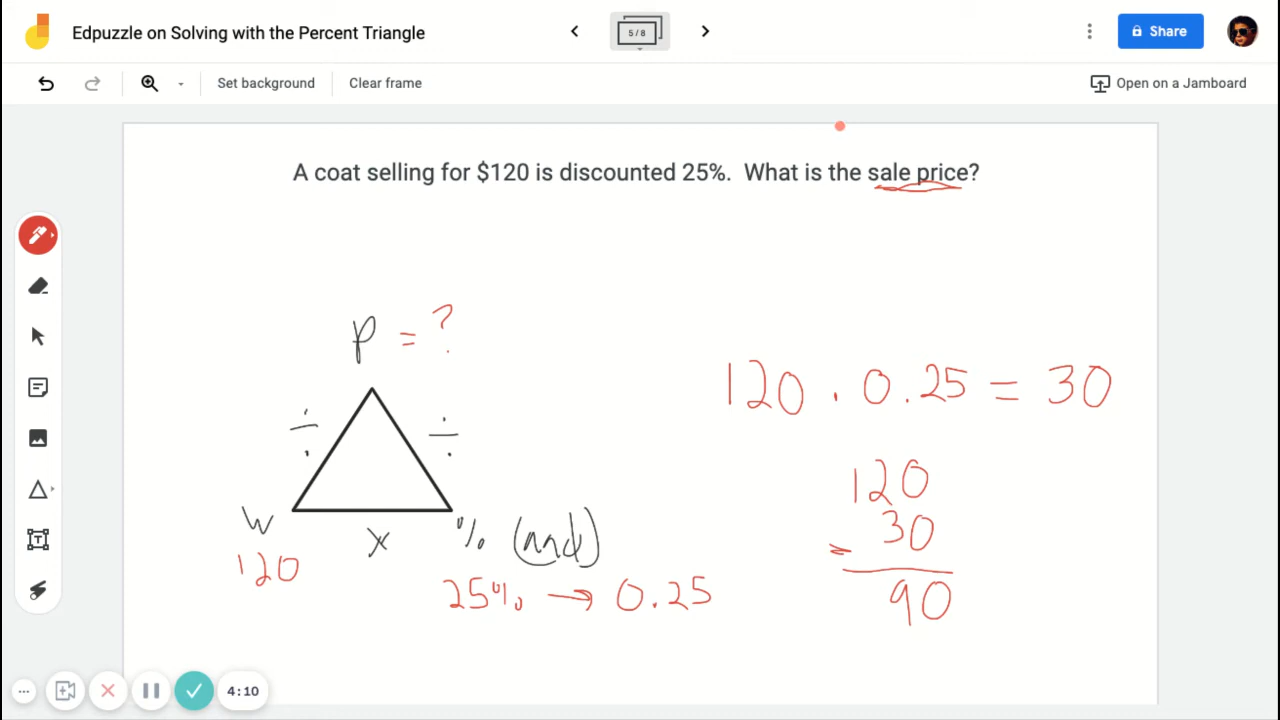 Edpuzzle on Solving with the Percent Triangle
5 / 8
Share
Set background
Clear frame
Open on a Jamboard
A coat selling for $120 is discounted 25%. What is the sale price?
P = ?
÷ ÷
120 . 0.25 = 30
W x %
120
25% → 0.25
120
30
90
4:10